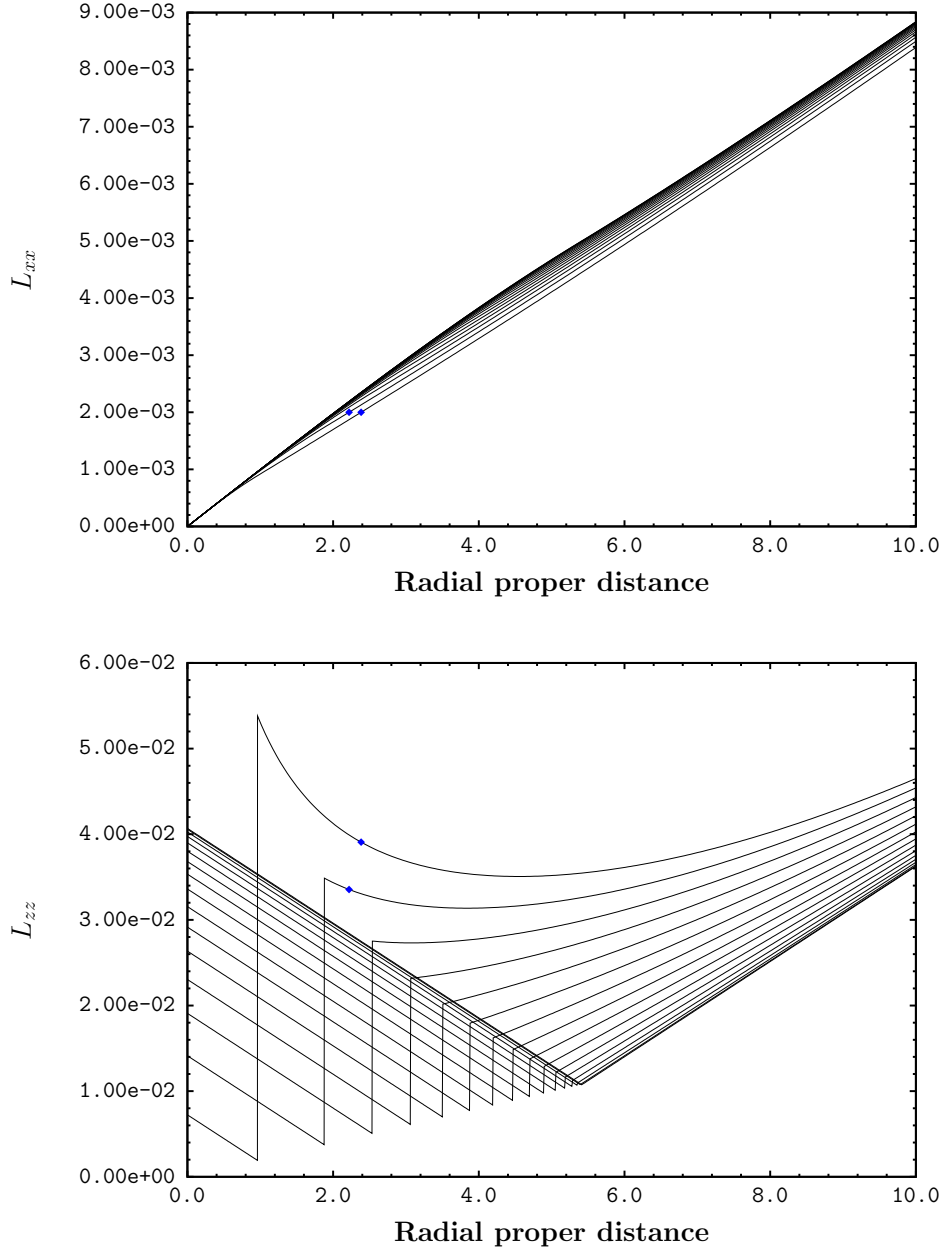 9.00e-03
8.00e-03
7.00e-03
6.00e-03
5.00e-03
4.00e-03
3.00e-03
2.00e-03
1.00e-03
0.00e+00
L_{xx}
0.0 2.0 4.0 6.0 8.0 10.0
Radial proper distance
6.00e-02
5.00e-02
4.00e-02
3.00e-02
2.00e-02
1.00e-02
0.00e+00
L_{zz}
0.0 2.0 4.0 6.0 8.0 10.0
Radial proper distance